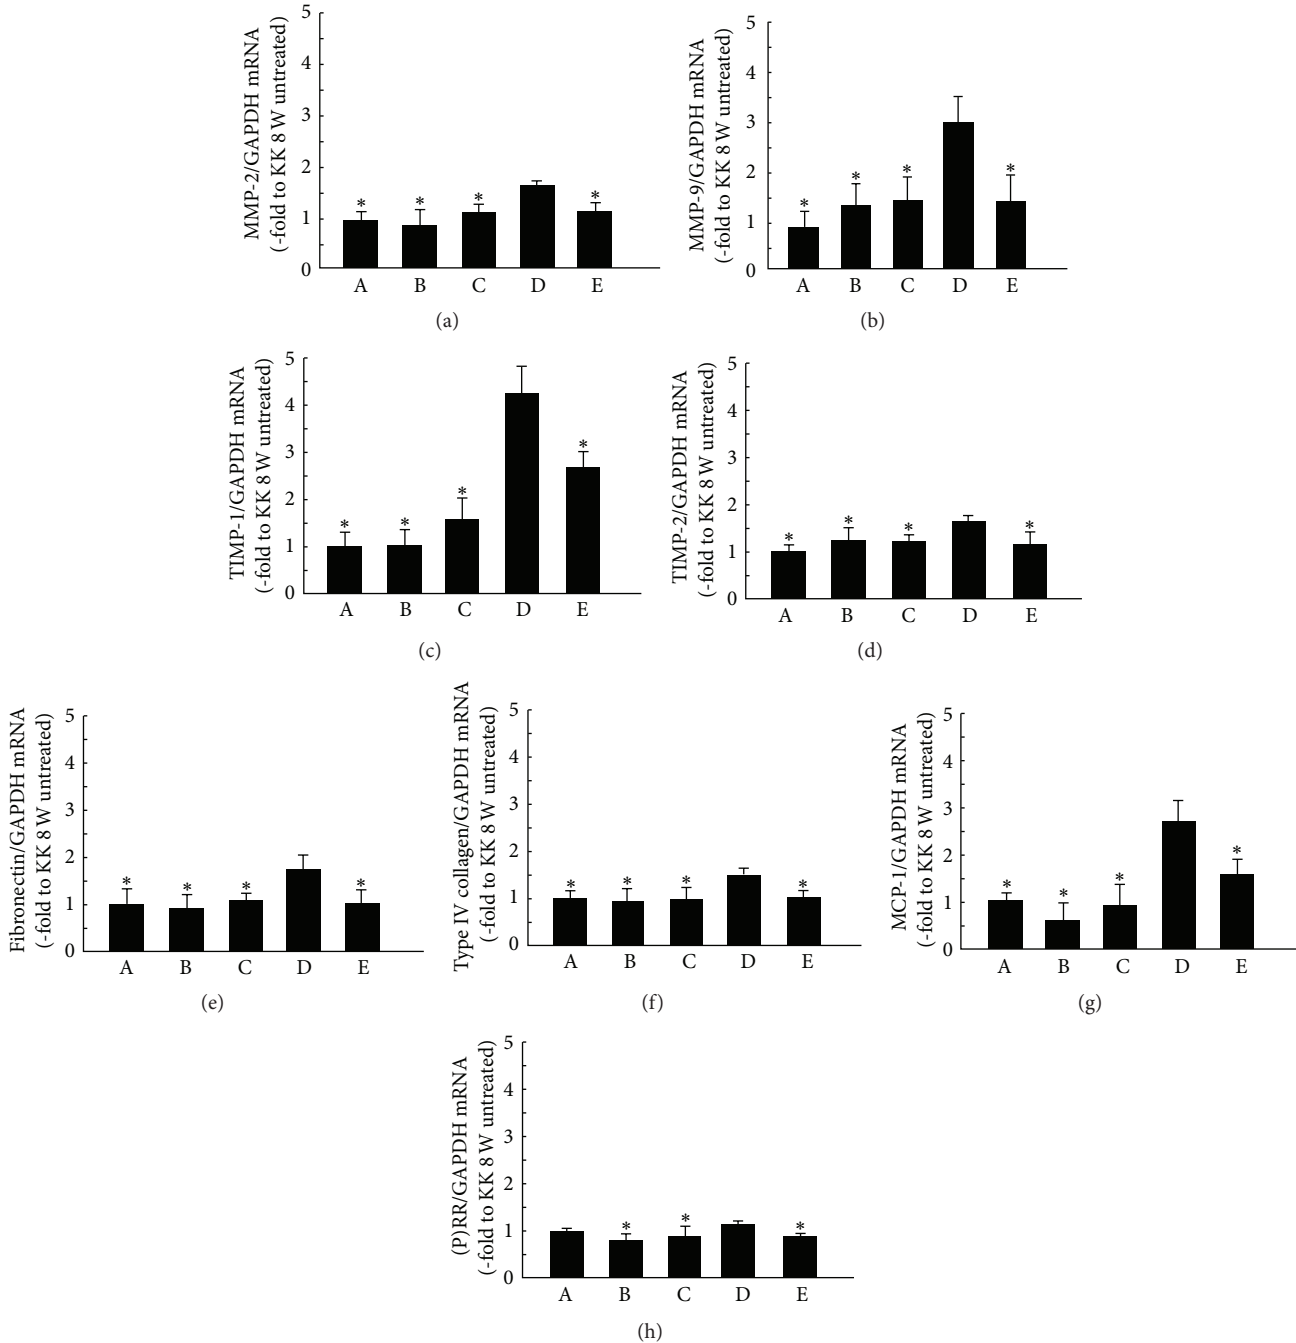 MMP-2/GAPDH mRNA
(-fold to KK 8 W untreated)
5
4
3
2
1
0
* * * *
A B C D E
(a)
MMP-9/GAPDH mRNA
(-fold to KK 8 W untreated)
5
4
3
2
1
0
* * * *
A B C D E
(b)
TIMP-1/GAPDH mRNA
(-fold to KK 8 W untreated)
5
4
3
2
1
0
* * * *
A B C D E
(c)
TIMP-2/GAPDH mRNA
(-fold to KK 8 W untreated)
5
4
3
2
1
0
* * * *
A B C D E
(d)
Fibronectin/GAPDH mRNA
(-fold to KK 8 W untreated)
5
4
3
2
1
0
* * * *
A B C D E
(e)
Type IV collagen/GAPDH mRNA
(-fold to KK 8 W untreated)
5
4
3
2
1
0
* * * *
A B C D E
(f)
MCP-1/GAPDH mRNA
(-fold to KK 8 W untreated)
5
4
3
2
1
0
* * * *
A B C D E
(g)
(P)RR/GAPDH mRNA
(-fold to KK 8 W untreated)
5
4
3
2
1
0
* * *
A B C D E
(h)